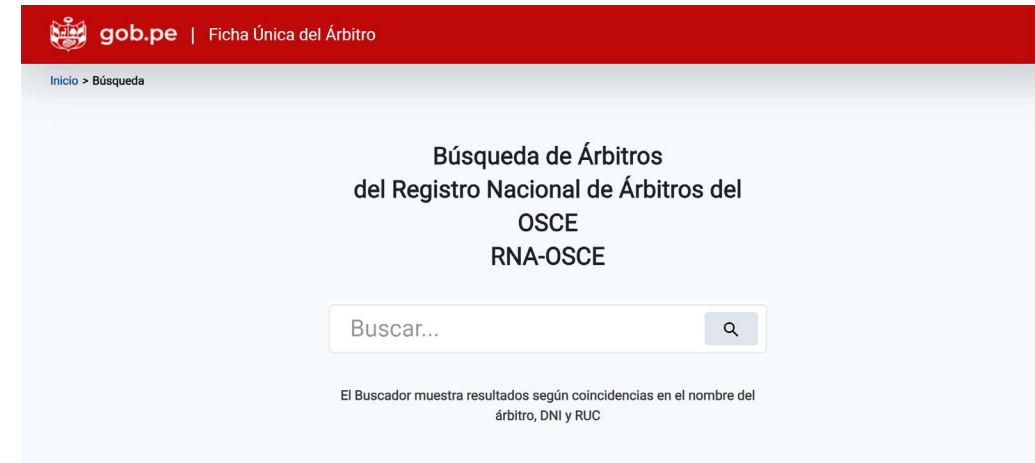 gob.pe | Ficha Única del Árbitro
Inicio > Búsqueda
Búsqueda de Árbitros
del Registro Nacional de Árbitros del
OSCE
RNA-OSCE
Buscar...
El Buscador muestra resultados según coincidencias en el nombre del
árbitro, DNI y RUC